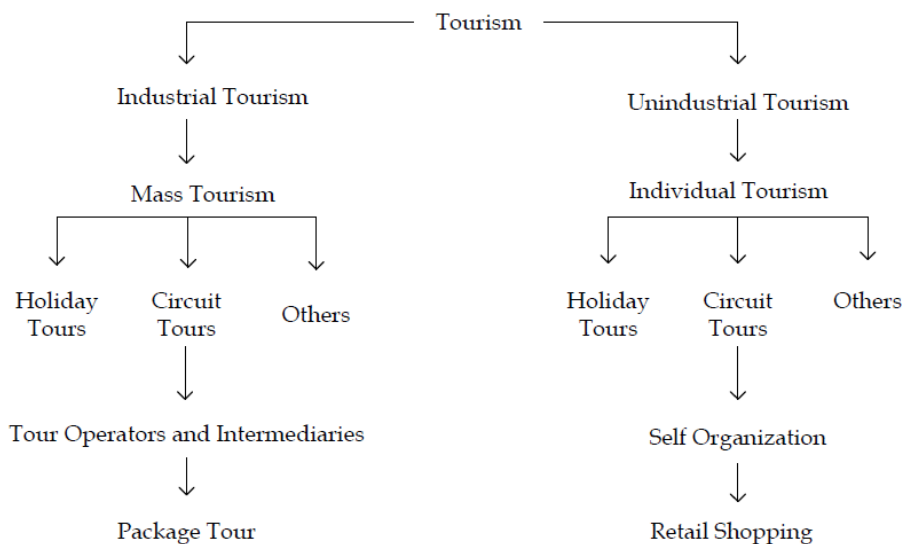 Tourism
Industrial Tourism
Unindustrial Tourism
Mass Tourism
Individual Tourism
Holiday
Tours
Circuit
Tours
Others
Holiday
Tours
Circuit
Tours
Others
Tour Operators and Intermediaries
Self Organization
Package Tour
Retail Shopping